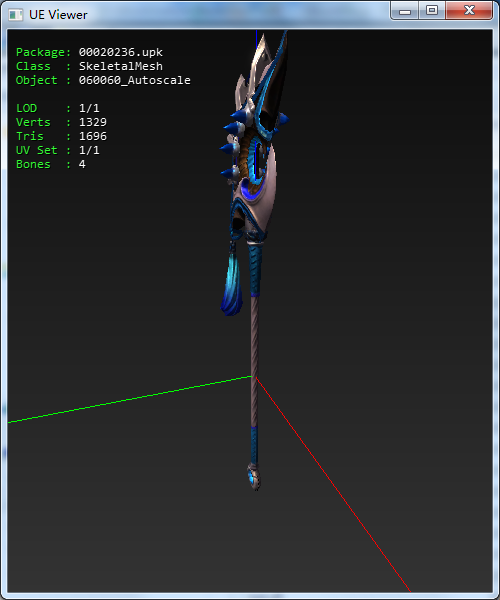 UE Viewer
Package: 00020236.upk
Class  : SkeletalMesh
Object : 060060_Autoscale
LOD    : 1/1
Verts  : 1329
Tris   : 1696
UV Set : 1/1
Bones  : 4